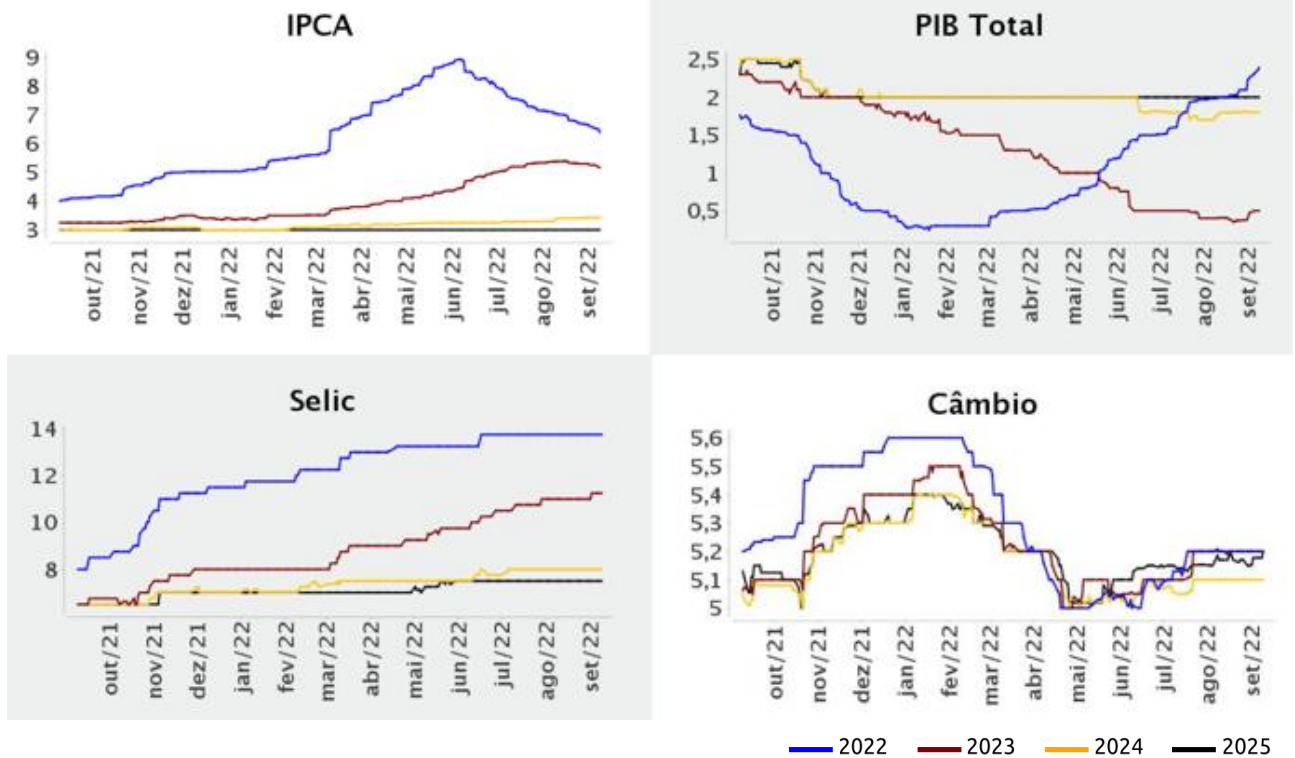 IPCA
9
8
7
6
5
4
3
out/21
nov/21
dez/21
jan/22
fev/22
mar/22
abr/22
mai/22
jun/22
jul/22
ago/22
set/22
PIB Total
2,5
2
1,5
1
0,5
out/21
nov/21
dez/21
jan/22
fev/22
mar/22
abr/22
mai/22
jun/22
jul/22
ago/22
set/22
Selic
14
12
10
8
out/21
nov/21
dez/21
jan/22
fev/22
mar/22
abr/22
mai/22
jun/22
jul/22
ago/22
set/22
Câmbio
5,6
5,5
5,4
5,3
5,2
5,1
5
out/21
nov/21
dez/21
jan/22
fev/22
mar/22
abr/22
mai/22
jun/22
jul/22
ago/22
set/22
2022 2023 2024 2025